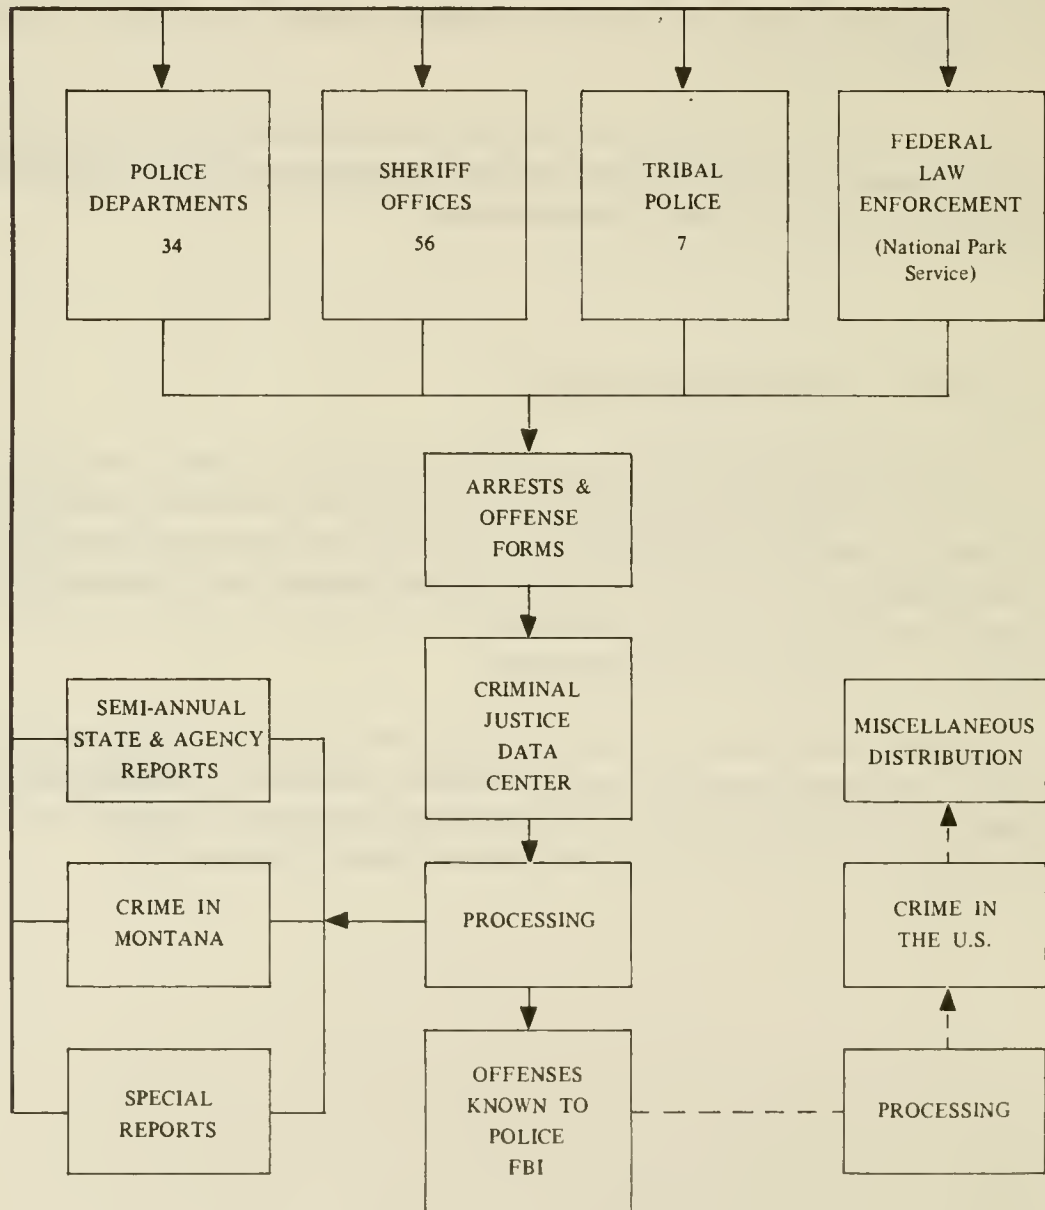 POLICE
DEPARTMENTS
34
SHERIFF
OFFICES
56
TRIBAL
POLICE
7
FEDERAL
LAW
ENFORCEMENT
(National Park
Service)
ARRESTS &
OFFENSE
FORMS
CRIMINAL
JUSTICE
DATA
CENTER
SEMI-ANNUAL
STATE & AGENCY
REPORTS
MISCELLANEOUS
DISTRIBUTION
CRIME IN
MONTANA
PROCESSING
CRIME IN
THE U.S.
SPECIAL
REPORTS
OFFENSES
KNOWN TO
POLICE
FBI
PROCESSING